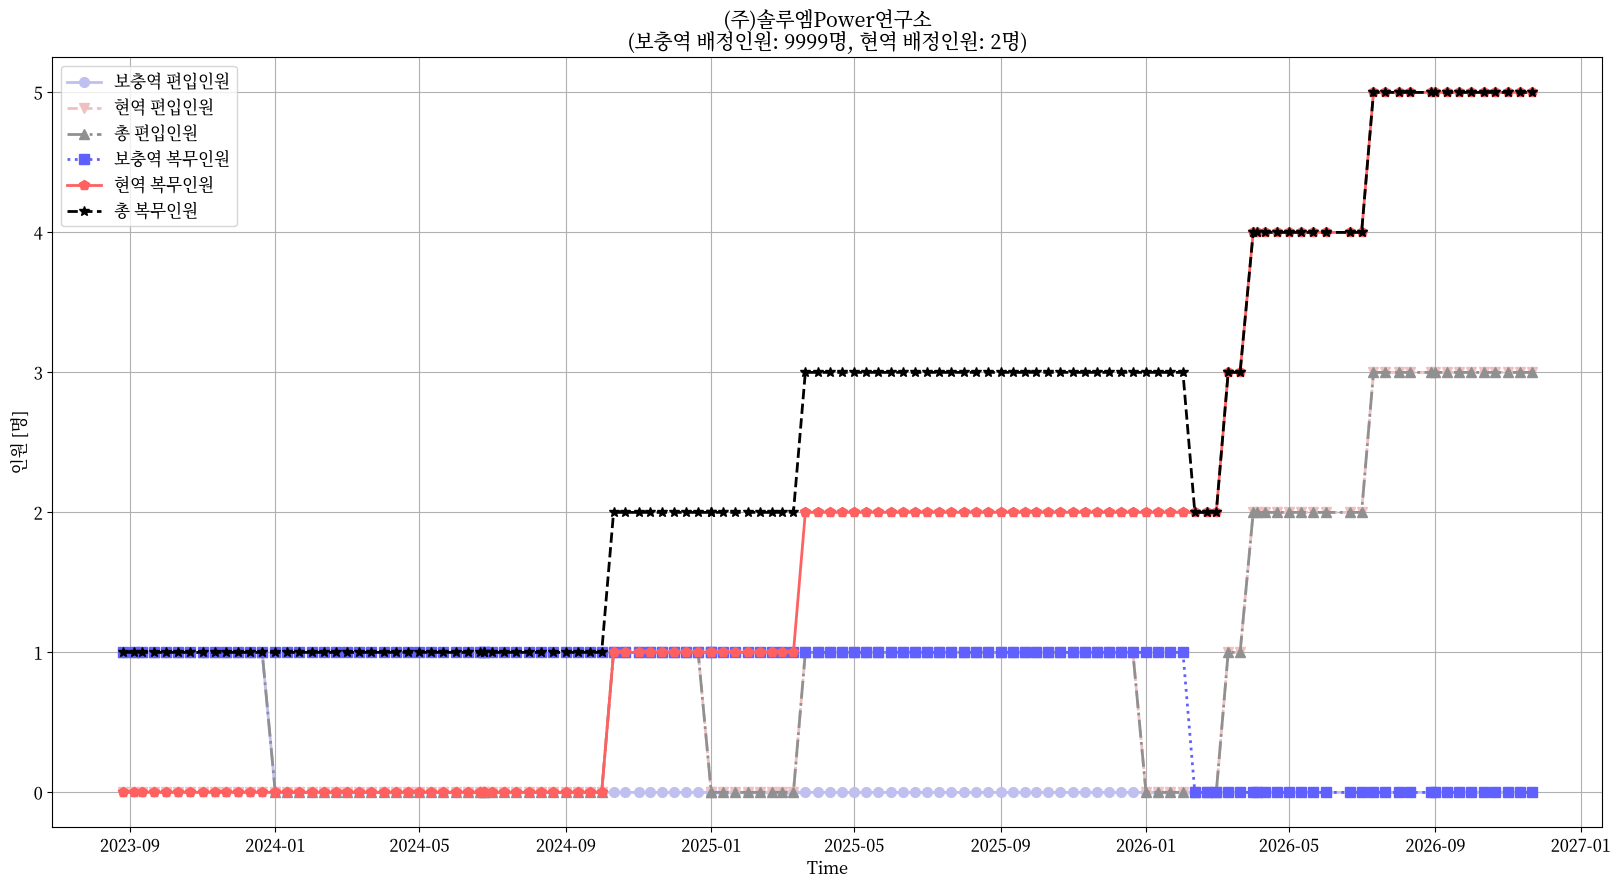 (주)솔루엠Power연구소
(보충역 배정인원: 9999명, 현역 배정인원: 2명)
보충역 편입인원
현역 편입인원
총 편입인원
보충역 복무인원
현역 복무인원
총 복무인원
5
4
3
2
1
0
인원 [명]
2023-09
2024-01
2024-05
2024-09
2025-01
2025-05
2025-09
2026-01
2026-05
2026-09
2027-01
Time